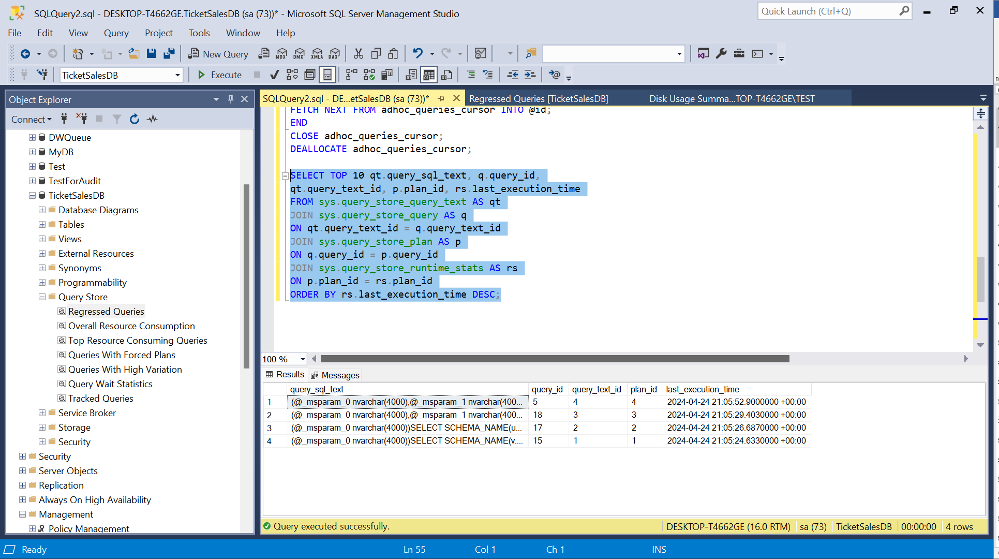 SQLQuery2.sql - DESKTOP-T4662GE.TicketSalesDB (sa (73))* - Microsoft SQL Server Management Studio
Quick Launch (Ctrl+Q)
File Edit View Query Project Tools Window Help
New Query MDX DMX XMLA DAX
TicketSalesDB Execute
Object Explorer
Connect
DWQueue
MyDB
Test
TestForAudit
TicketSalesDB
Database Diagrams
Tables
Views
External Resources
Synonyms
Programmability
Query Store
Regressed Queries
Overall Resource Consumption
Top Resource Consuming Queries
Queries With Forced Plans
Queries With High Variation
Query Wait Statistics
Tracked Queries
Service Broker
Storage
Security
Security
Server Objects
Replication
Always On High Availability
Management
Policy Management
SQLQuery2.sql - DE...etSalesDB (sa (73))* Regressed Queries [TicketSalesDB] Disk Usage Summa...TOP-T4662GE\TEST
FETCH NEXT FROM adhoc_queries_cursor INTO @id;
END
CLOSE adhoc_queries_cursor;
DEALLOCATE adhoc_queries_cursor;
SELECT TOP 10 qt.query_sql_text, q.query_id,
qt.query_text_id, p.plan_id, rs.last_execution_time
FROM sys.query_store_query_text AS qt
JOIN sys.query_store_query AS q
ON qt.query_text_id = q.query_text_id
JOIN sys.query_store_plan AS p
ON q.query_id = p.query_id
JOIN sys.query_store_runtime_stats AS rs
ON p.plan_id = rs.plan_id
ORDER BY rs.last_execution_time DESC;
100 %
Results Messages
query_sql_text query_id query_text_id plan_id last_execution_time
1 (@_msparam_0 nvarchar(4000),@_msparam_1 nvarchar(400... 5 4 4 2024-04-24 21:05:52.9000000 +00:00
2 (@_msparam_0 nvarchar(4000),@_msparam_1 nvarchar(400... 18 3 3 2024-04-24 21:05:29.4030000 +00:00
3 (@_msparam_0 nvarchar(4000))SELECT SCHEMA_NAME(u... 17 2 2 2024-04-24 21:05:26.6870000 +00:00
4 (@_msparam_0 nvarchar(4000))SELECT SCHEMA_NAME(v.... 15 1 1 2024-04-24 21:05:24.6330000 +00:00
Query executed successfully. DESKTOP-T4662GE (16.0 RTM) sa (73) TicketSalesDB 00:00:00 4 rows
Ready Ln 55 Col 1 Ch 1 INS